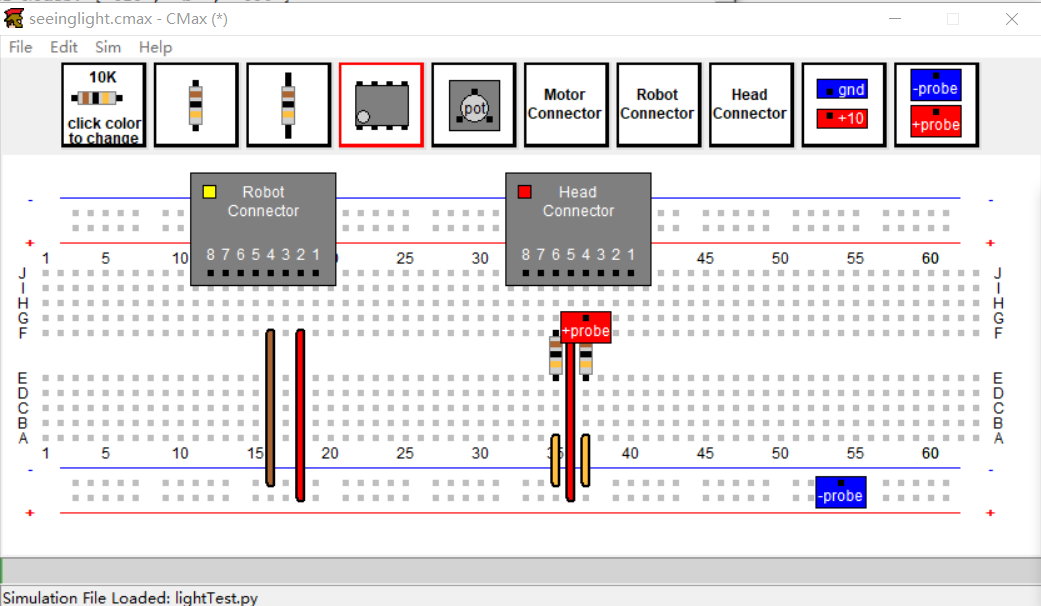 seeinglight.cmax - CMax (*)
File Edit Sim Help
10K
click color
to change
pot
Motor
Connector
Robot
Connector
Head
Connector
gnd
+10
-probe
+probe
Robot
Connector
8 7 6 5 4 3 2 1
Head
Connector
8 7 6 5 4 3 2 1
- -
+ +
1 5 10 15 25 30 45 50 55 60
J J
I I
H H
G G
F F
+probe
E E
D D
C C
B B
A A
1 5 10 15 20 25 30 35 40 45 50 55 60
- -
-probe
+ +
Simulation File Loaded: lightTest.py